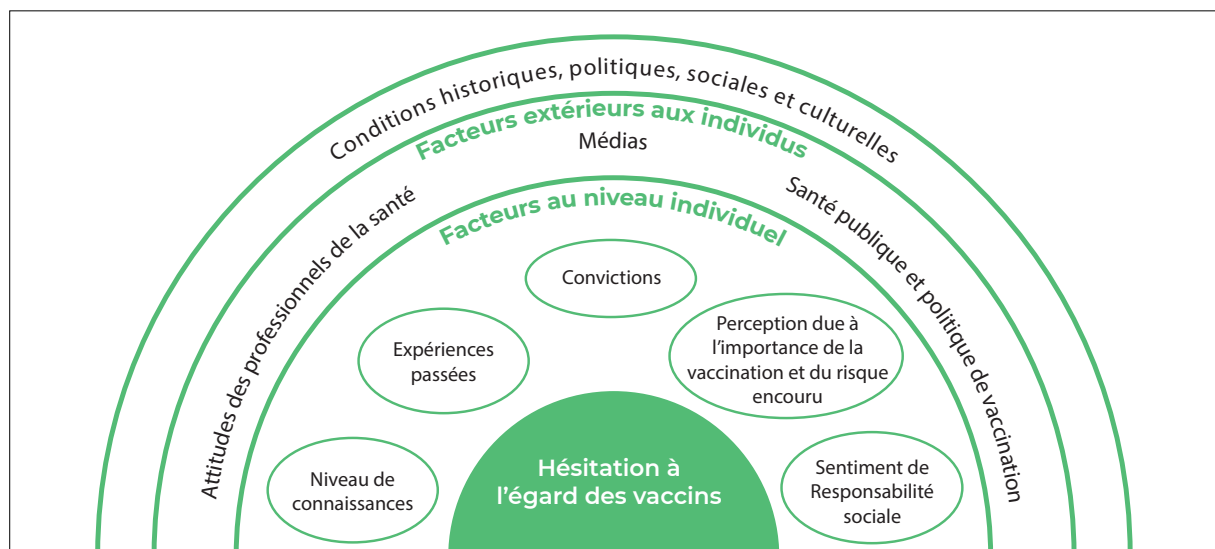 Conditions historiques, politiques, sociales et culturelles
Facteurs extérieurs aux individus
Médias
Attitudes des professionnels de la santé
Santé publique et politique de vaccination
Facteurs au niveau individuel
Convictions
Expériences
passées
Perception due à
l'importance de la
vaccination et du risque
encouru
Niveau de
connaissances
Hésitation à
l'égard des vaccins
Sentiment de
Responsabilité
sociale